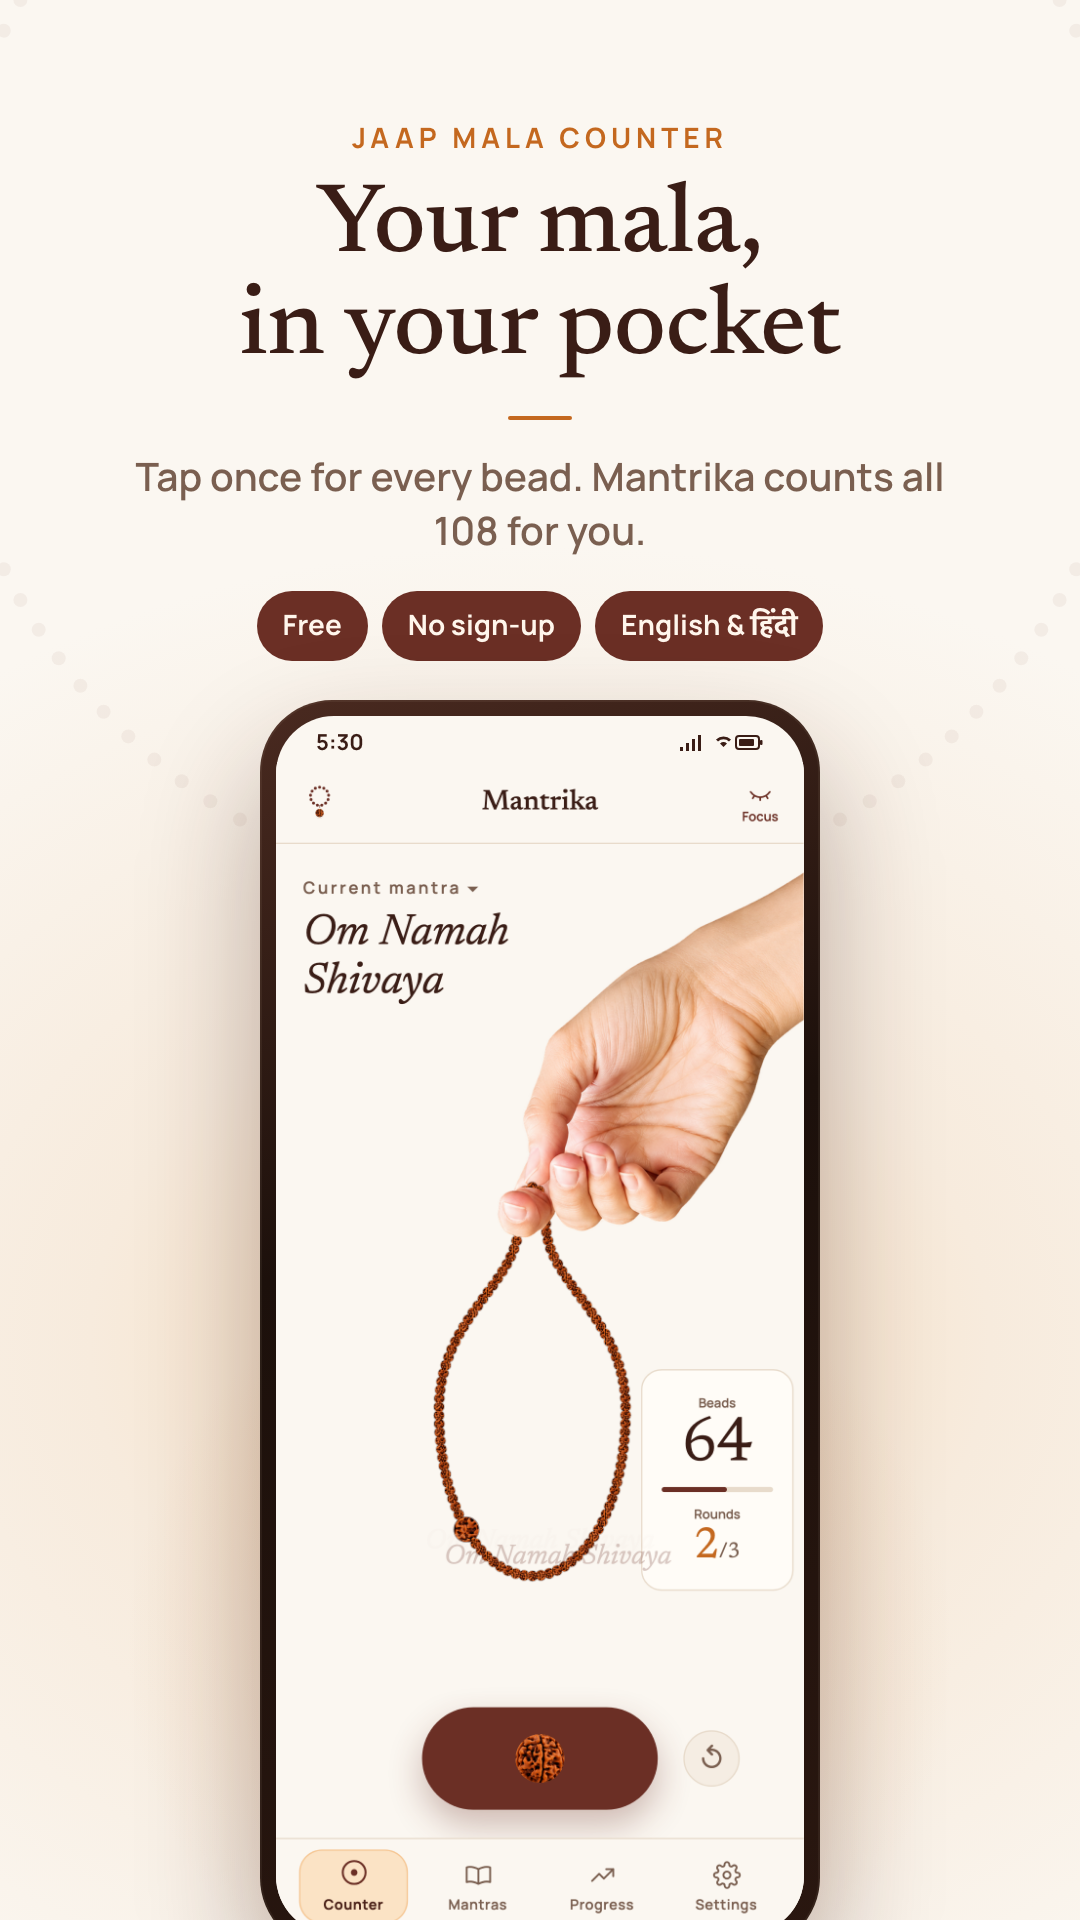 JAAP MALA COUNTER
Your mala,
in your pocket
Tap once for every bead. Mantrika counts all
108 for you.
Free
No sign-up
English & हिंदी
5:30
Mantrika
Focus
Current mantra
Om Namah
Shivaya
Beads
64
Rounds
2/3
Om Namah Shivaya
Counter
Mantras
Progress
Settings